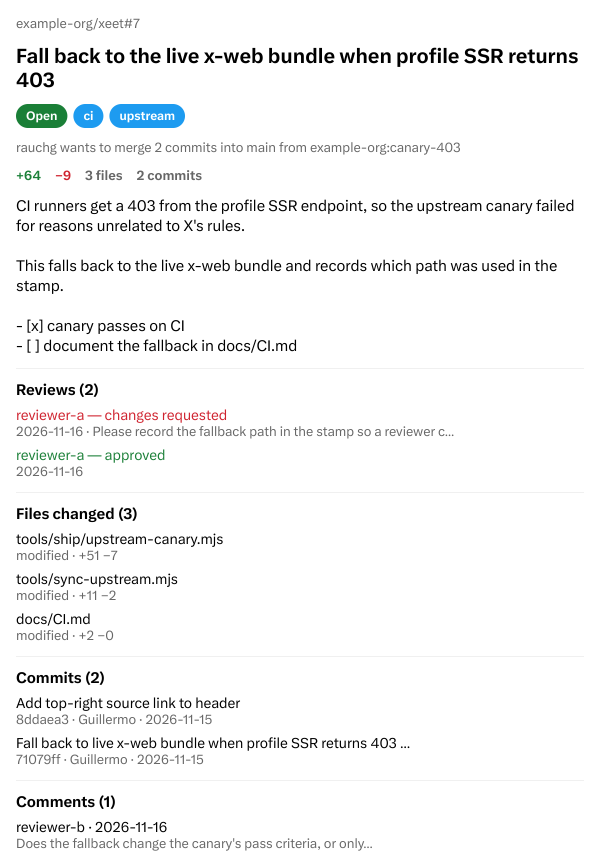 example-org/xeet#7
Fall back to the live x-web bundle when profile SSR returns
403
Open ci upstream
rauchg wants to merge 2 commits into main from example-org:canary-403
+64 −9 3 files 2 commits
CI runners get a 403 from the profile SSR endpoint, so the upstream canary failed
for reasons unrelated to X's rules.
This falls back to the live x-web bundle and records which path was used in the
stamp.
- [x] canary passes on CI
- [ ] document the fallback in docs/CI.md
Reviews (2)
reviewer-a — changes requested
2026-11-16 · Please record the fallback path in the stamp so a reviewer c...
reviewer-a — approved
2026-11-16
Files changed (3)
tools/ship/upstream-canary.mjs
modified · +51 −7
tools/sync-upstream.mjs
modified · +11 −2
docs/CI.md
modified · +2 −0
Commits (2)
Add top-right source link to header
8ddaea3 · Guillermo · 2026-11-15
Fall back to live x-web bundle when profile SSR returns 403 ...
71079ff · Guillermo · 2026-11-15
Comments (1)
reviewer-b · 2026-11-16
Does the fallback change the canary's pass criteria, or only...